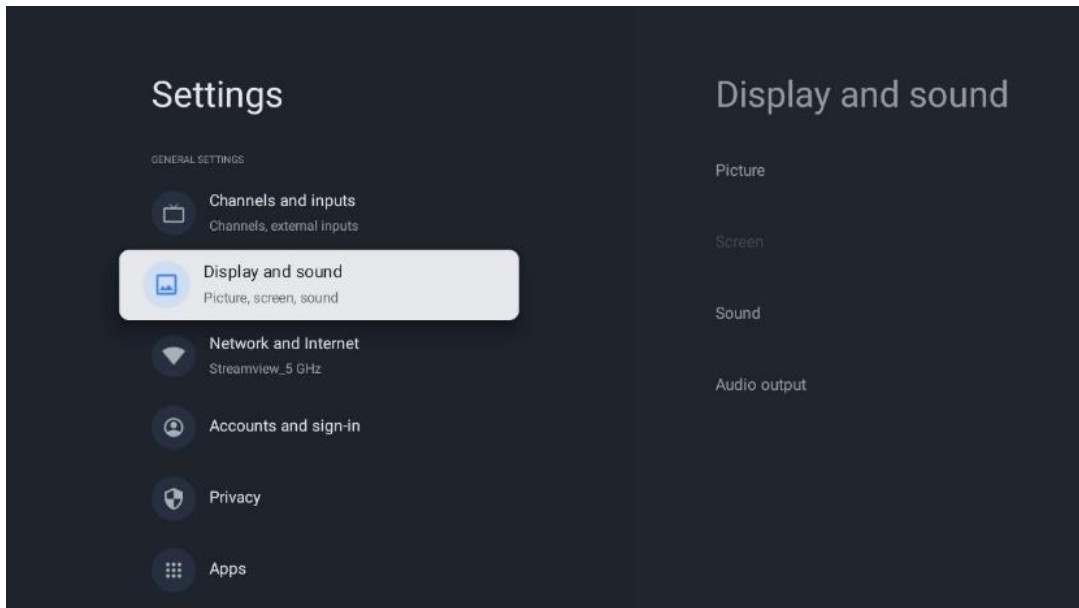 Settings
GENERAL SETTINGS
Channels and inputs
Channels, external inputs
Display and sound
Picture, screen, sound
Network and Internet
Streamview_5 GHz
Accounts and sign-in
Privacy
Apps
Display and sound
Picture
Screen
Sound
Audio output